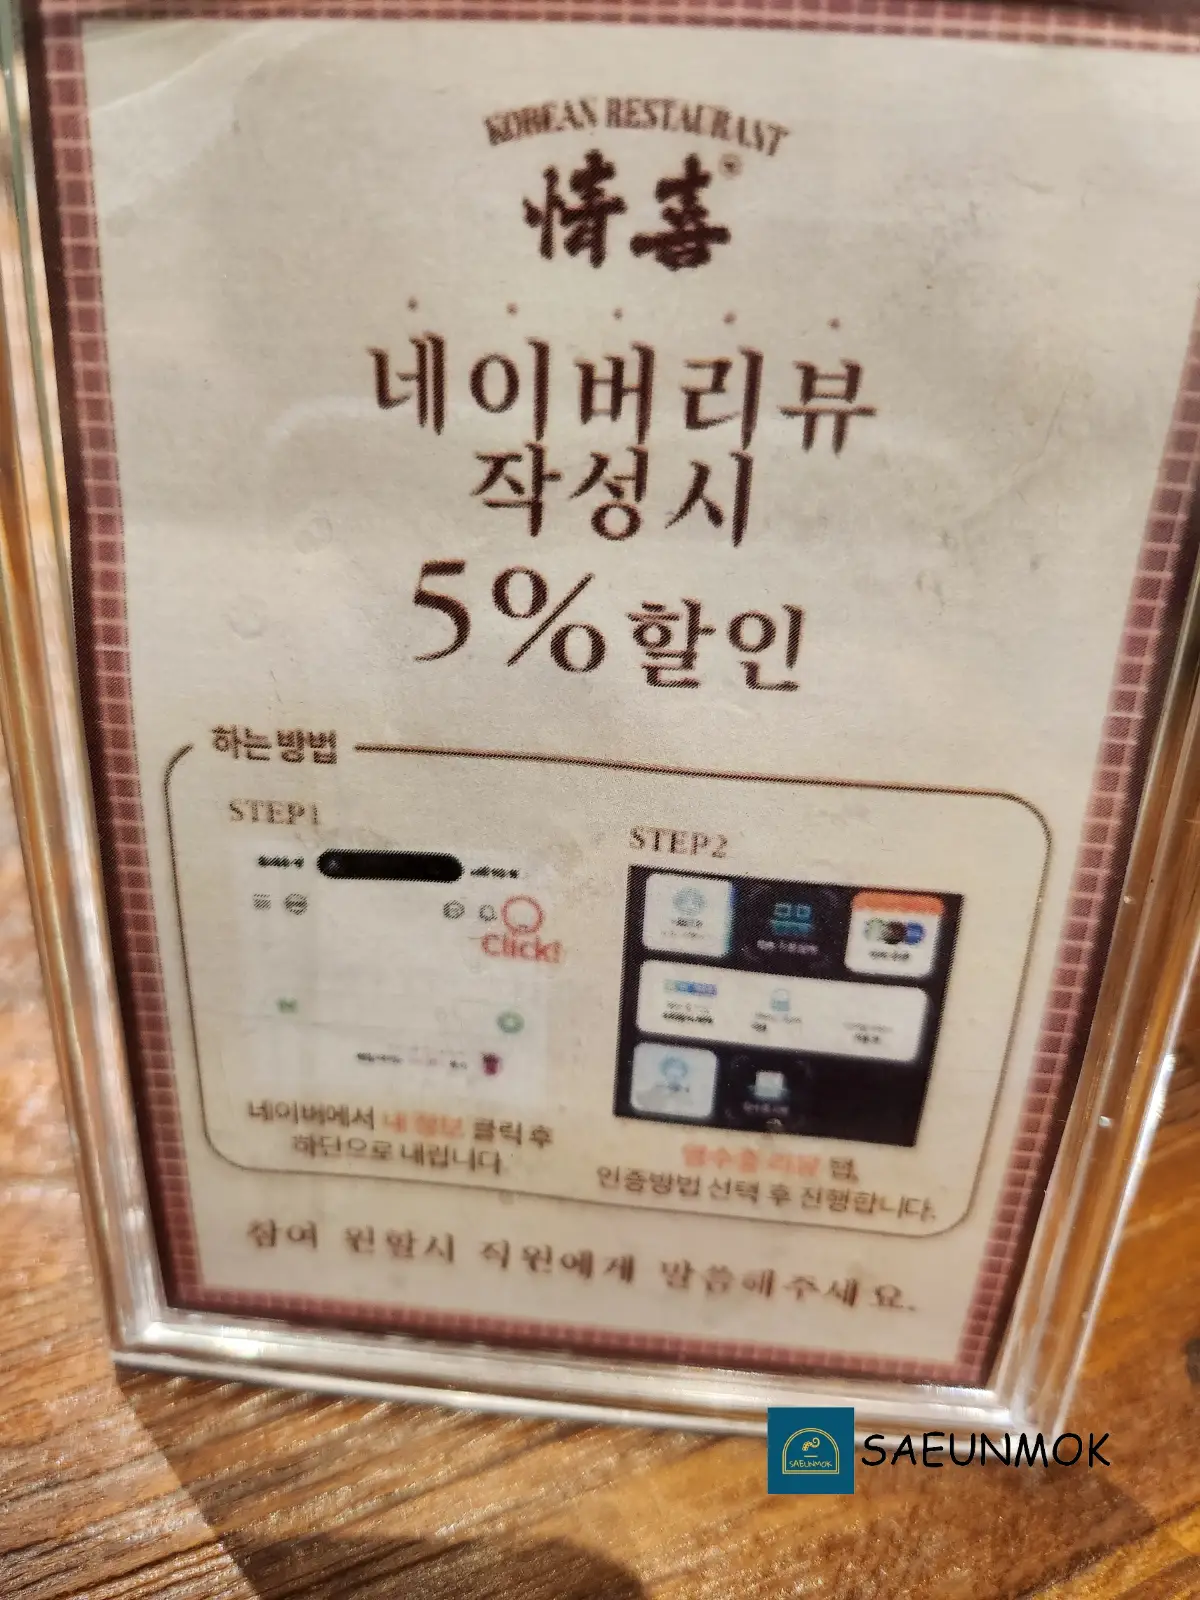 KOREAN RESTAURANT
情喜
네이버리뷰
작성시
5% 할인
하는방법
STEP1
STEP2
Click!
네이버에서 내 정보 클릭 후
하단으로 내립니다
영수증 리뷰 탭,
인증방법 선택 후 진행합니다.
참여 원할시 직원에게 말씀해주세요.
SAEUNMOK
SAEUNMOK